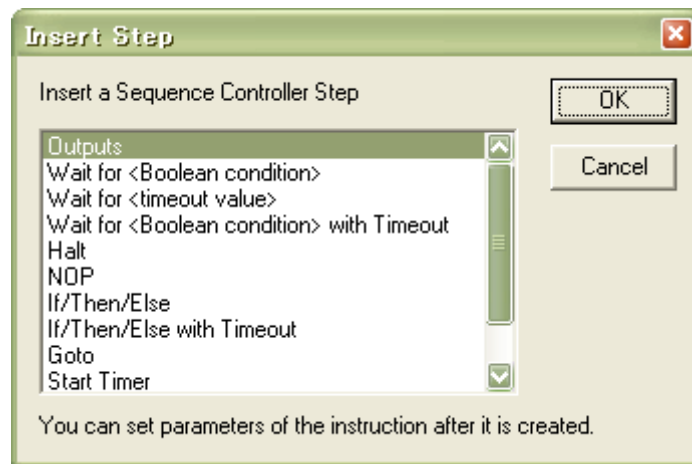 Insert Step
Insert a Sequence Controller Step
OK
Cancel
Outputs
Wait for <Boolean condition>
Wait for <timeout value>
Wait for <Boolean condition> with Timeout
Halt
NOP
If/Then/Else
If/Then/Else with Timeout
Goto
Start Timer
You can set parameters of the instruction after it is created.